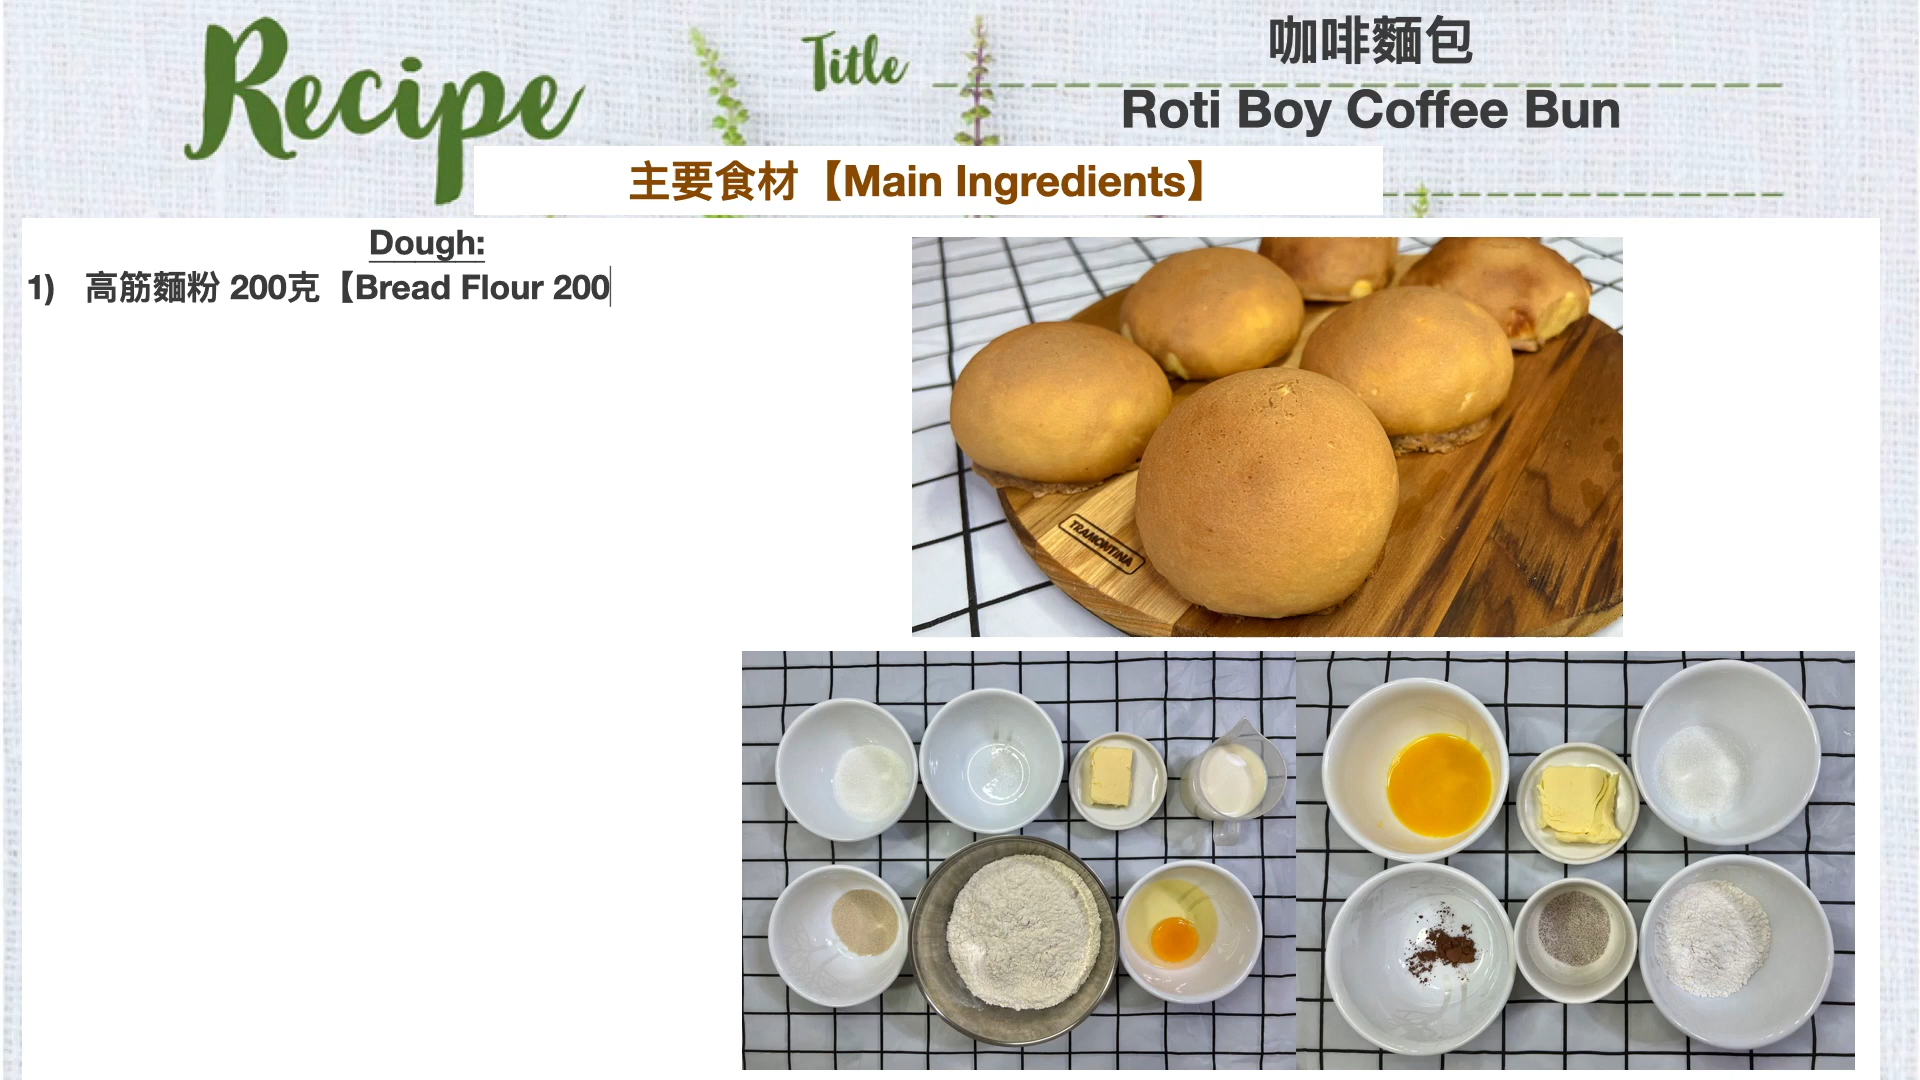 Recipe
Title
咖啡麵包
Roti Boy Coffee Bun
主要食材【Main Ingredients】
Dough:
1) 高筋麵粉 200克【Bread Flour 200
TRAMONTINA